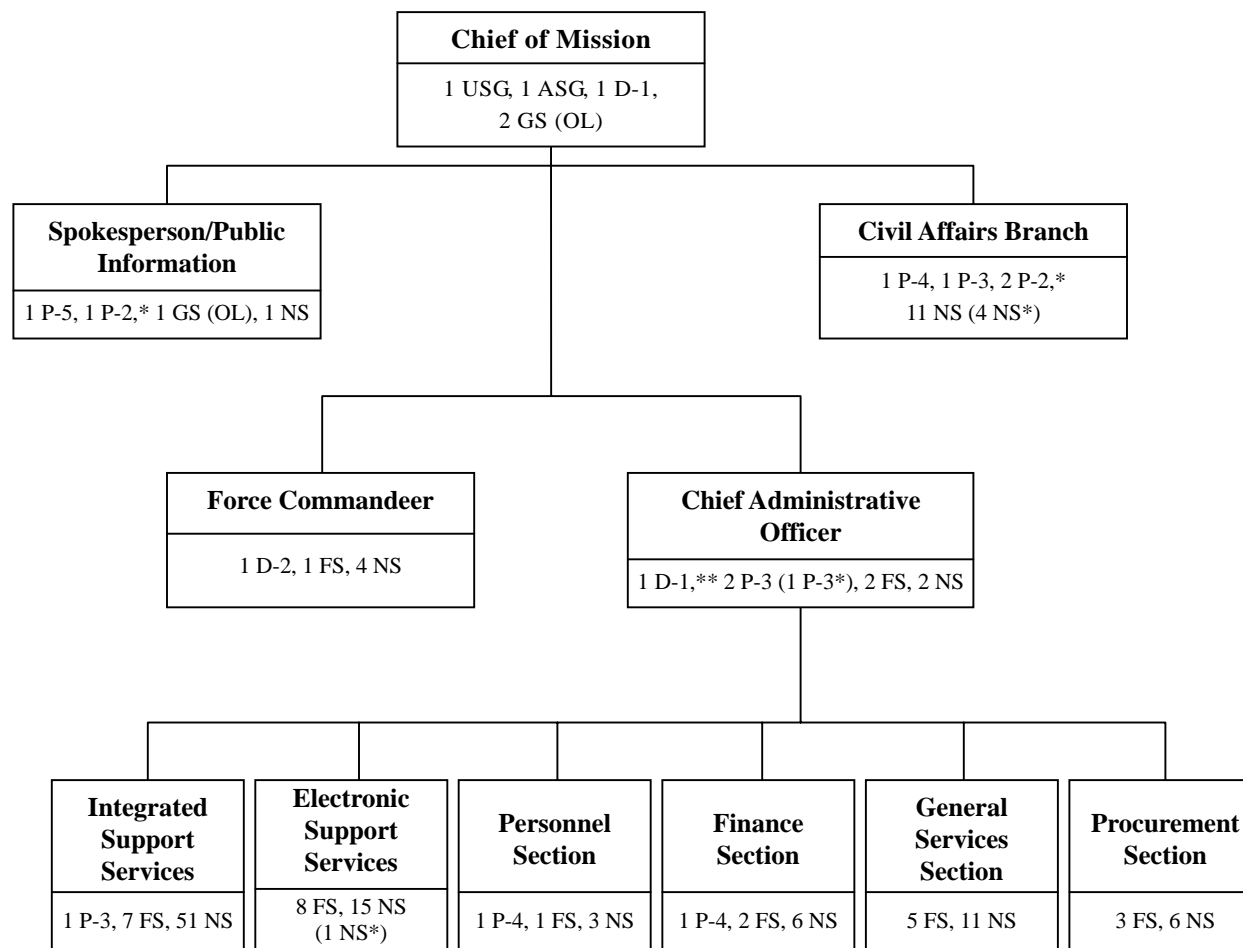 Chief of Mission
1 USG, 1 ASG, 1 D-1,
2 GS (OL)
Spokesperson/Public
Information
1 P-5, 1 P-2,* 1 GS (OL), 1 NS
Civil Affairs Branch
1 P-4, 1 P-3, 2 P-2,*
11 NS (4 NS*)
Force Commandeer
1 D-2, 1 FS, 4 NS
Chief Administrative
Officer
1 D-1,** 2 P-3 (1 P-3*), 2 FS, 2 NS
Integrated
Support
Services
1 P-3, 7 FS, 51 NS
Electronic
Support
Services
8 FS, 15 NS
(1 NS*)
Personnel
Section
1 P-4, 1 FS, 3 NS
Finance
Section
1 P-4, 2 FS, 6 NS
General
Services
Section
5 FS, 11 NS
Procurement
Section
3 FS, 6 NS